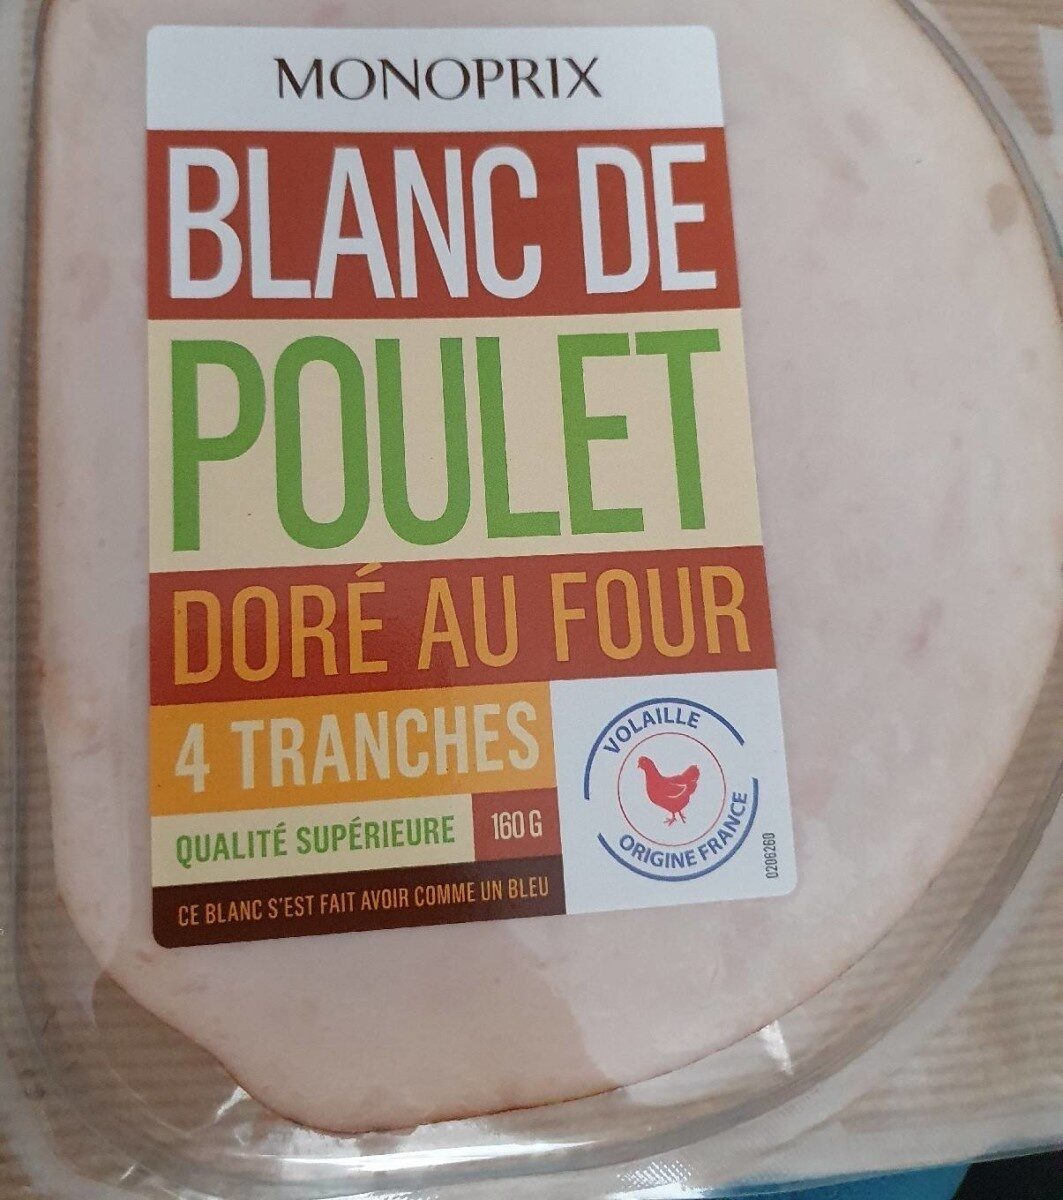 MONOPRIX
BLANC DE
POULET
DORÉ AU FOUR
4 TRANCHES
QUALITÉ SUPÉRIEURE
160 G
CE BLANC S'EST FAIT AVOIR COMME UN BLEU
VOLAILLE
ORIGINE FRANCE
0206260